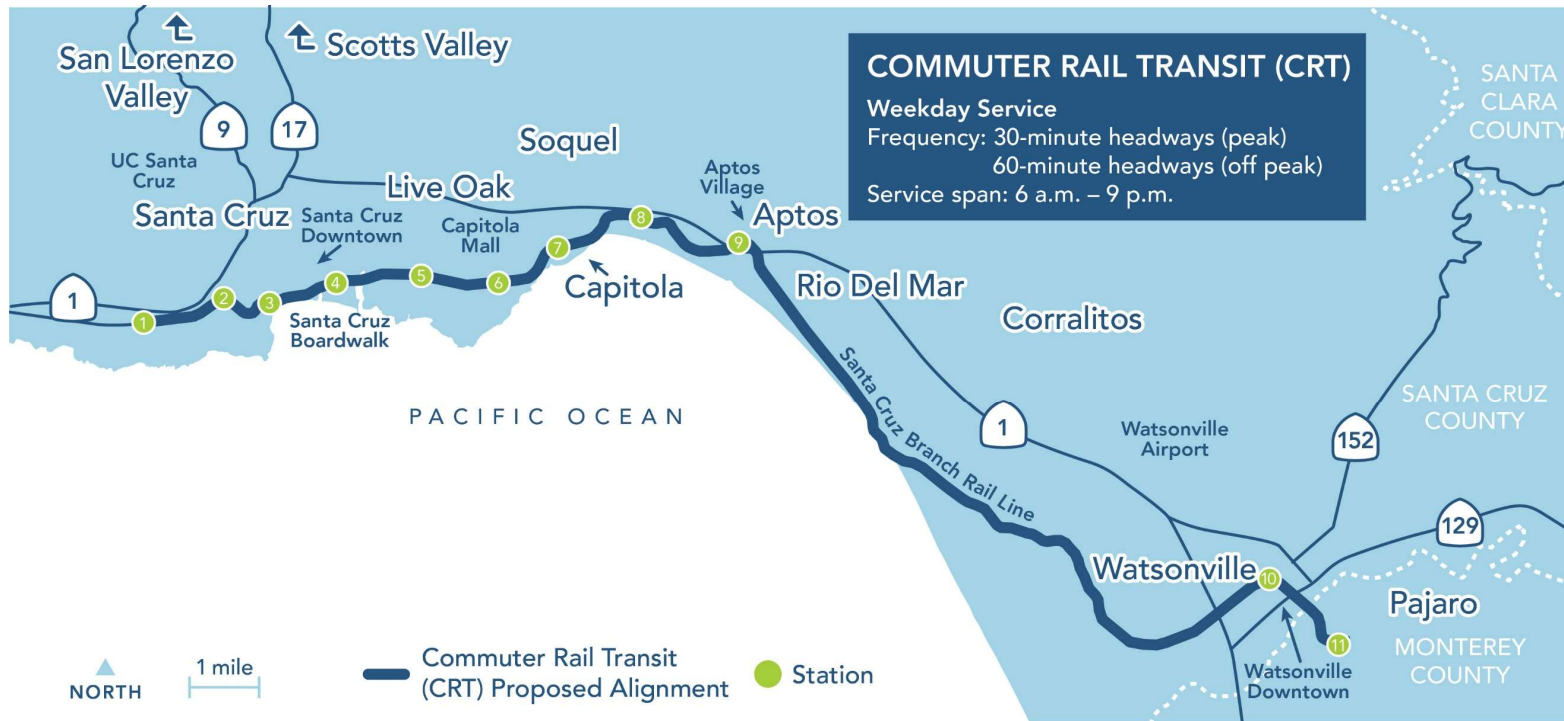 San Lorenzo
Valley
Scotts Valley
9
17
UC Santa
Cruz
Santa Cruz
Santa Cruz
Downtown
Live Oak
Soquel
Capitola
Mall
Aptos
Village
Aptos
COMMUTER RAIL TRANSIT (CRT)
Weekday Service
Frequency: 30-minute headways (peak)
60-minute headways (off peak)
Service span: 6 a.m. – 9 p.m.
SANTA
CLARA
COUNTY
1
1
2
3
4
5
6
7
8
9
Santa Cruz
Boardwalk
Capitola
Rio Del Mar
Corralitos
PACIFIC OCEAN
Santa Cruz Branch Rail Line
1
Watsonville
Airport
152
SANTA CRUZ
COUNTY
129
Watsonville
10
11
Pajaro
Watsonville
Downtown
MONTEREY
COUNTY
NORTH
1 mile
Commuter Rail Transit
(CRT) Proposed Alignment
Station